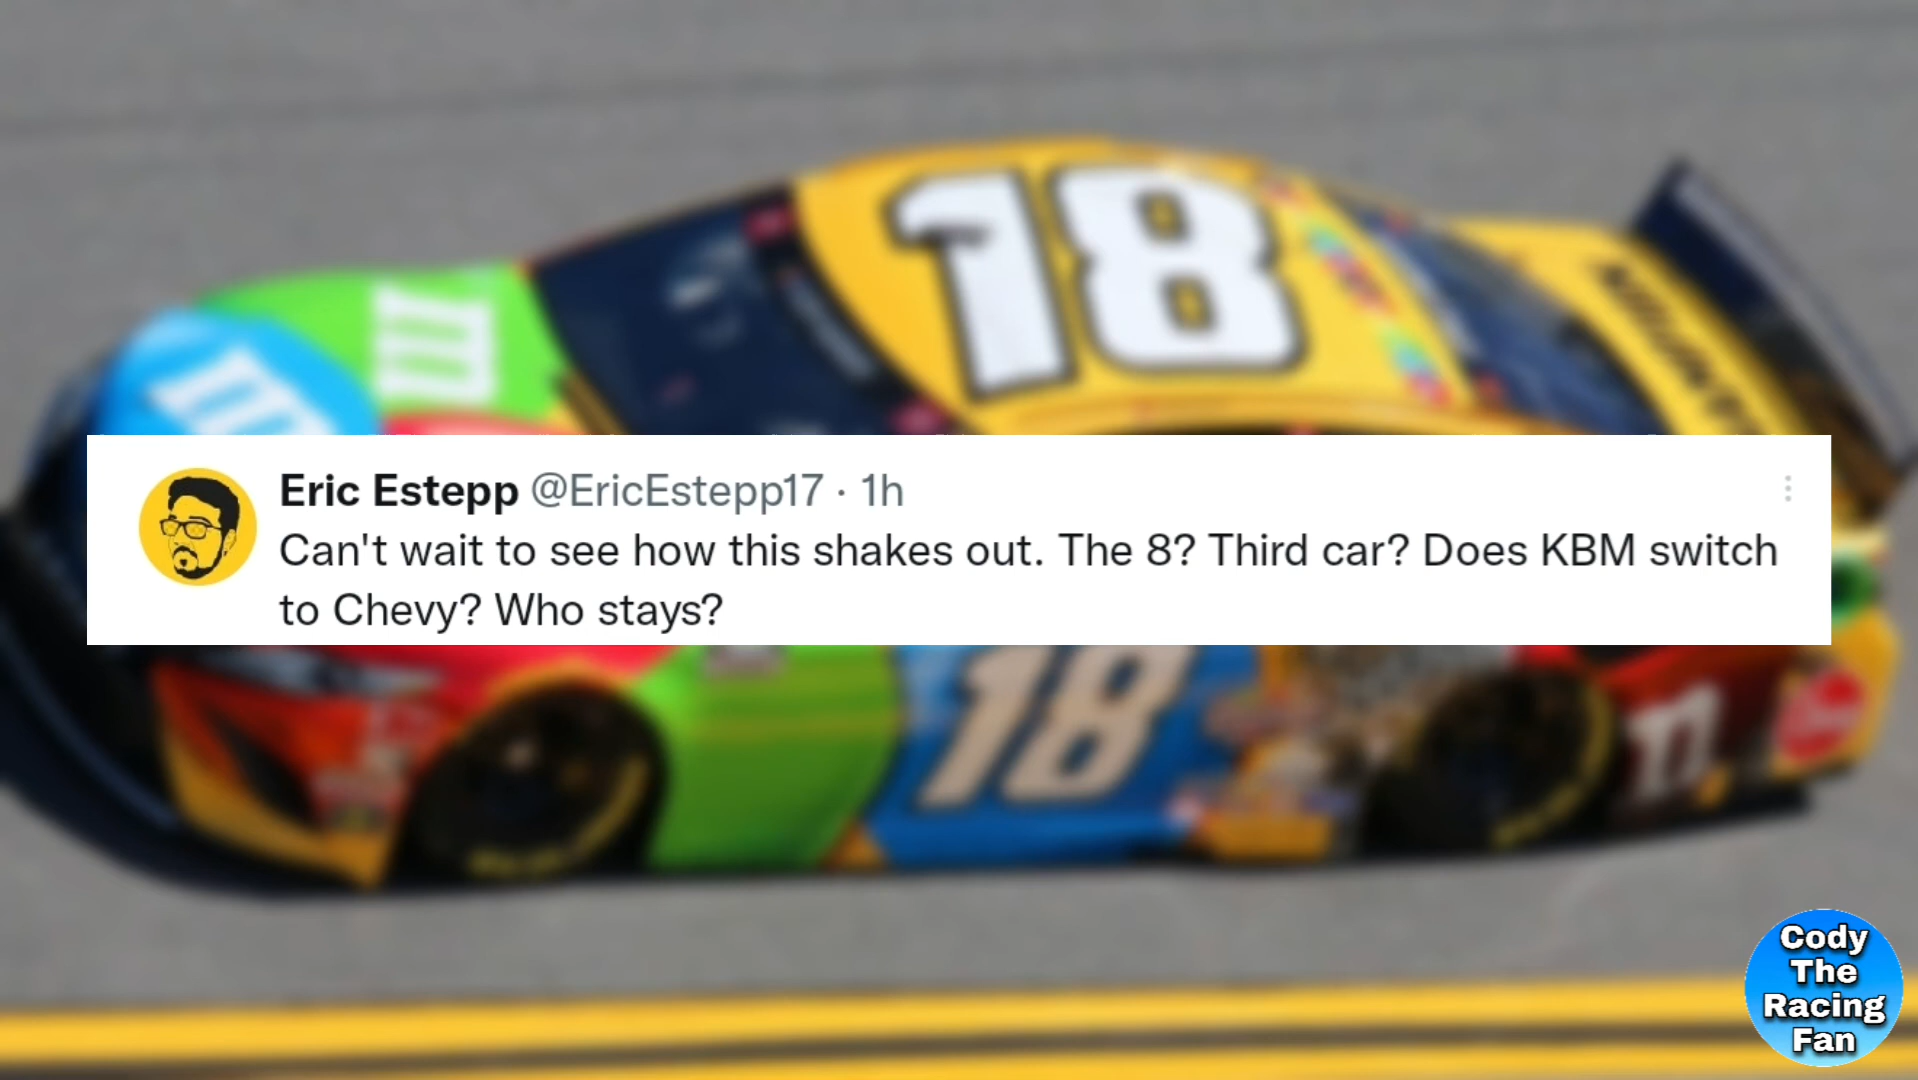 18
m
m
Eric Estepp @EricEstepp17 · 1h
Can't wait to see how this shakes out. The 8? Third car? Does KBM switch
to Chevy? Who stays?
18
m
Cody
The
Racing
Fan